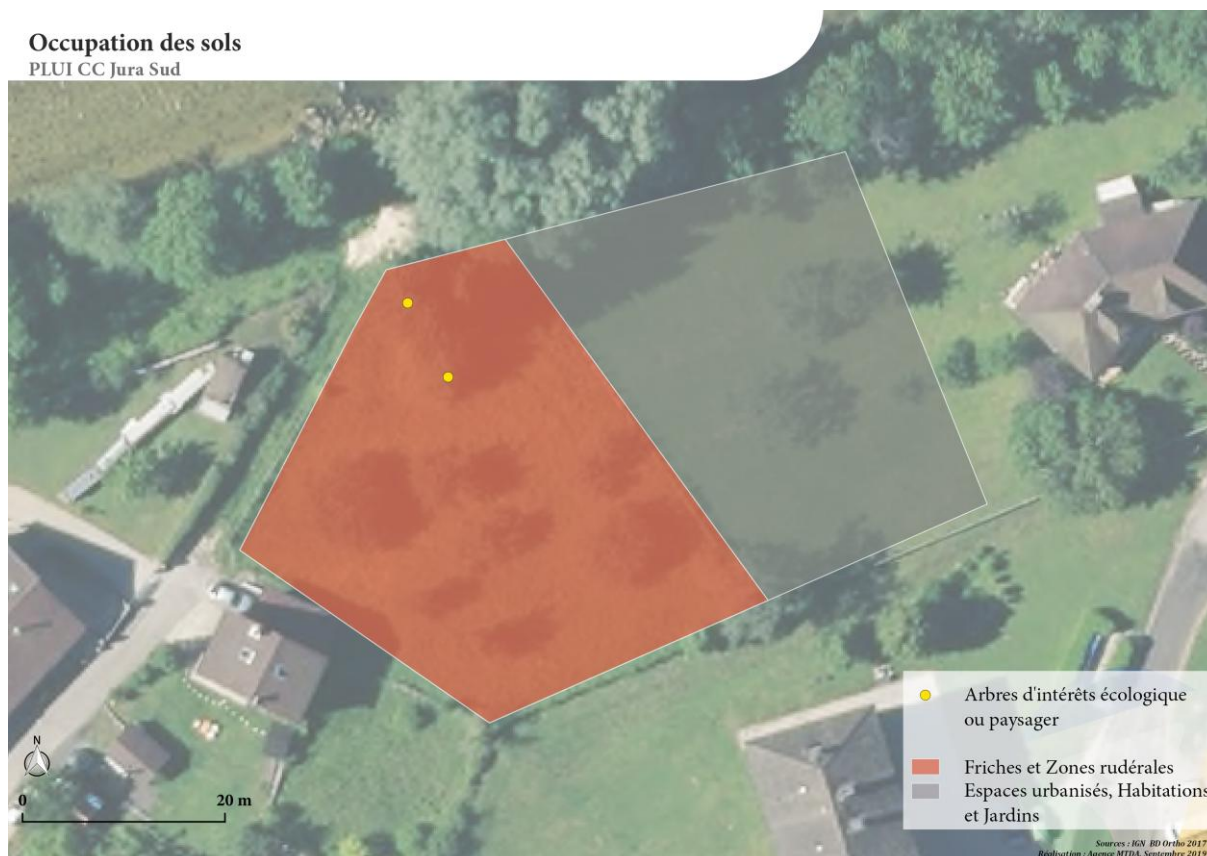 Occupation des sols
PLUI CC Jura Sud
N
0 20 m
Arbres d'intérêts écologique
ou paysager
Friches et Zones rudérales
Espaces urbanisés, Habitations
et Jardins
Sources : IGN BD Ortho 2017
Réalisation : Agence MTDA, Septembre 2019